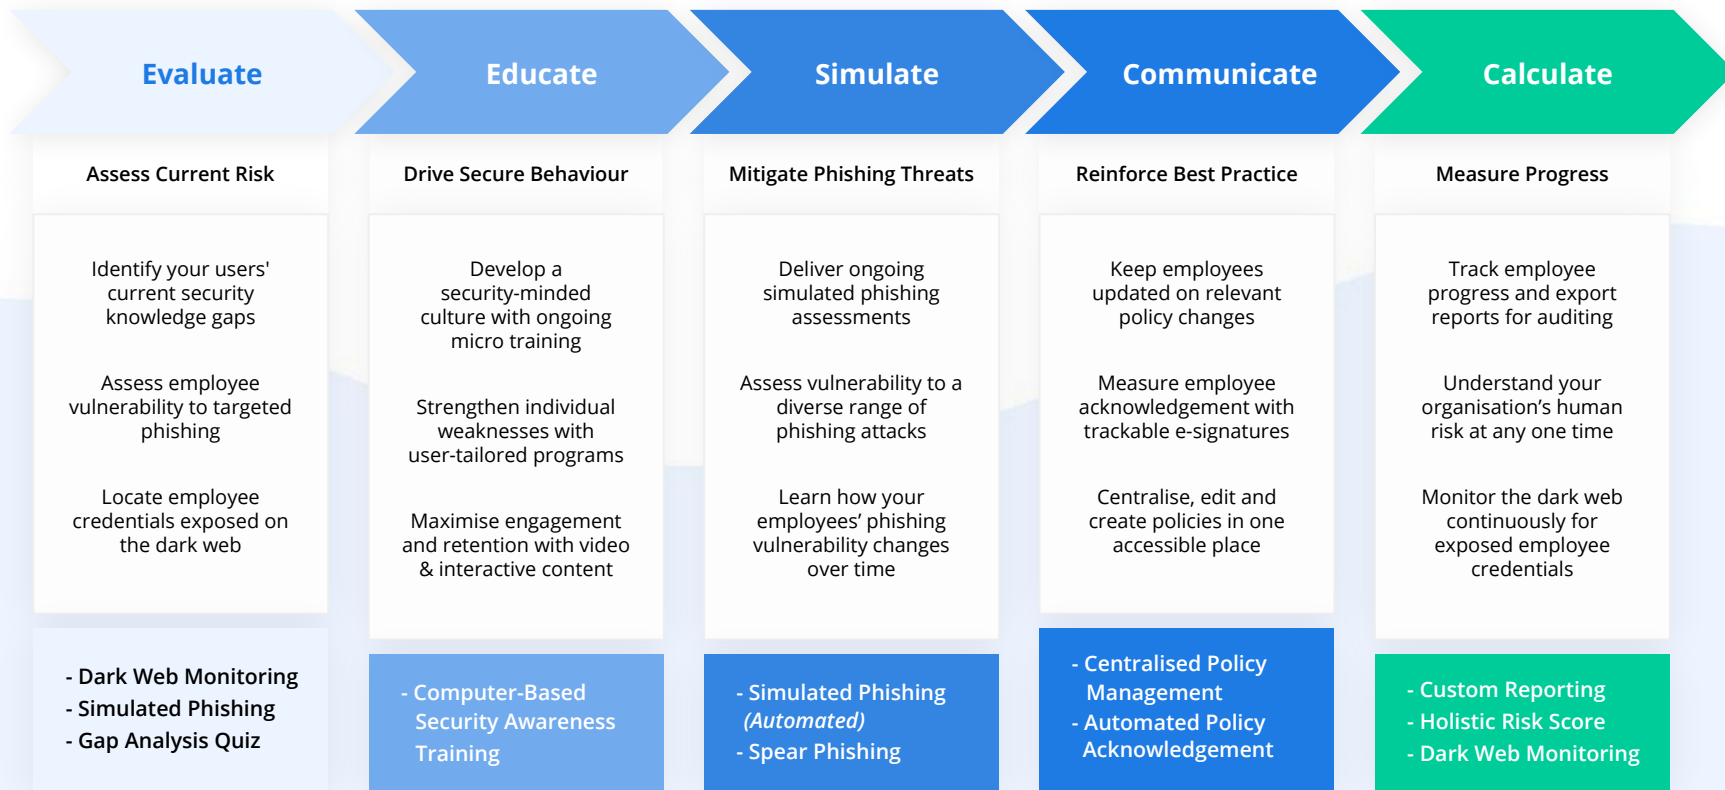 Evaluate
Educate
Simulate
Communicate
Calculate
Assess Current Risk
Drive Secure Behaviour
Mitigate Phishing Threats
Reinforce Best Practice
Measure Progress
Identify your users'
current security
knowledge gaps
Assess employee
vulnerability to targeted
phishing
Locate employee
credentials exposed on
the dark web
Develop a
security-minded
culture with ongoing
micro training
Strengthen individual
weaknesses with
user-tailored programs
Maximise engagement
and retention with video
& interactive content
Deliver ongoing
simulated phishing
assessments
Assess vulnerability to a
diverse range of
phishing attacks
Learn how your
employees’ phishing
vulnerability changes
over time
Keep employees
updated on relevant
policy changes
Measure employee
acknowledgement with
trackable e-signatures
Centralise, edit and
create policies in one
accessible place
Track employee
progress and export
reports for auditing
Understand your
organisation’s human
risk at any one time
Monitor the dark web
continuously for
exposed employee
credentials
- Dark Web Monitoring
- Simulated Phishing
- Gap Analysis Quiz
- Computer-Based
Security Awareness
Training
- Simulated Phishing
(Automated)
- Spear Phishing
- Centralised Policy
Management
- Automated Policy
Acknowledgement
- Custom Reporting
- Holistic Risk Score
- Dark Web Monitoring